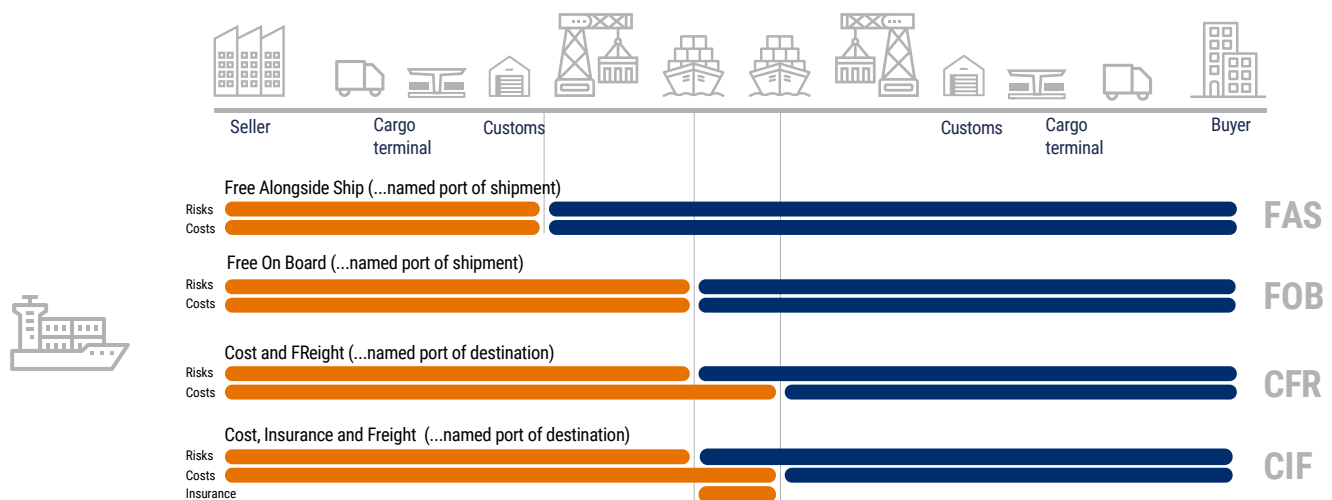 Seller
Cargo
terminal
Customs
Customs
Cargo
terminal
Buyer
Free Alongside Ship (...named port of shipment)
Risks
Costs
FAS
Free On Board (...named port of shipment)
Risks
Costs
FOB
Cost and FReight (...named port of destination)
Risks
Costs
CFR
Cost, Insurance and Freight (...named port of destination)
Risks
Costs
CIF
Insurance